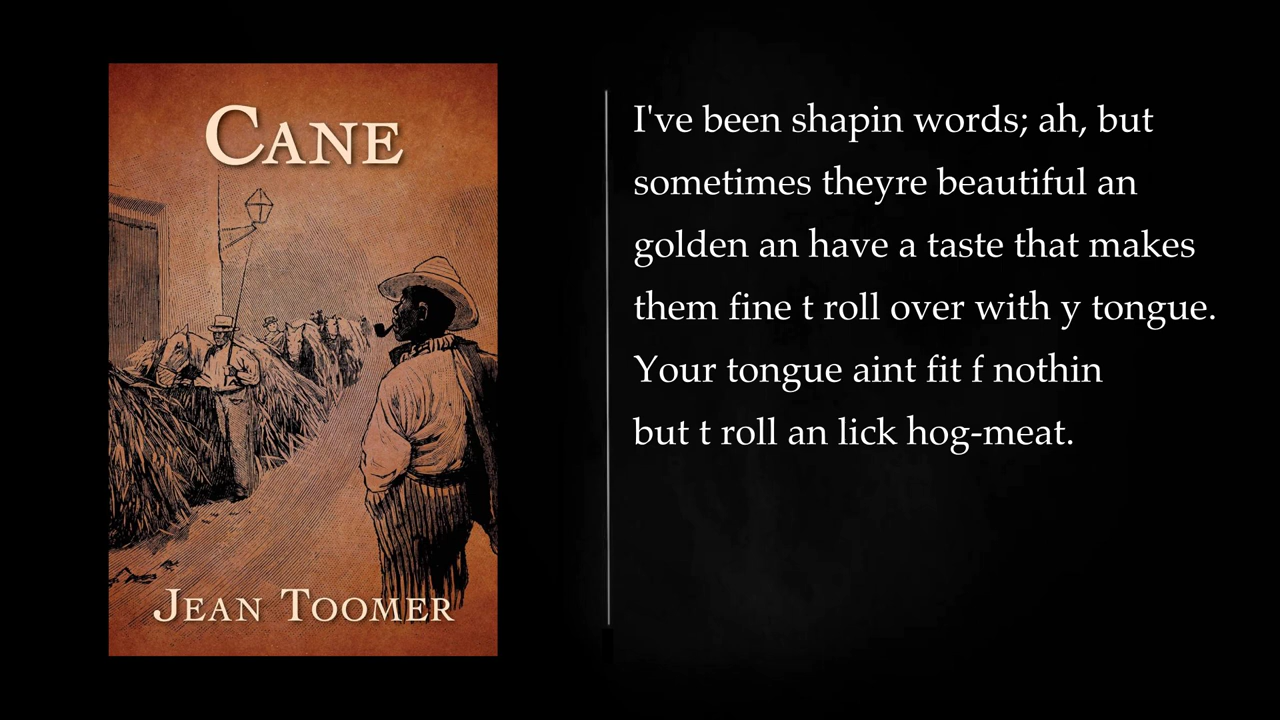 CANE
JEAN TOOMER
I've been shapin words; ah, but
sometimes theyre beautiful an
golden an have a taste that makes
them fine t roll over with y tongue.
Your tongue aint fit f nothin
but t roll an lick hog-meat.